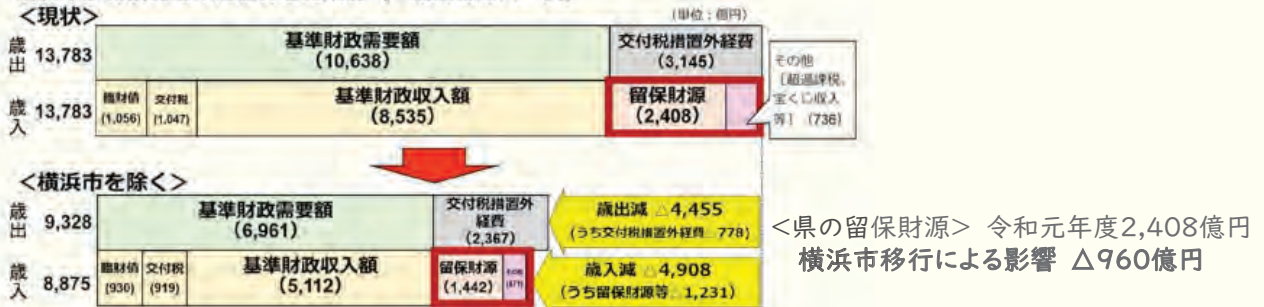 <現状>
(単位:億円)
歳出 13,783
基準財政需要額
(10,638)
交付税措置外経費
(3,145)
歳入 13,783
臨財債
(1,056)
交付税
(1,047)
基準財政収入額
(8,535)
留保財源
(2,408)
その他
[超過課税、
宝くじ収入
等] (736)
<横浜市を除く>
歳出 9,328
基準財政需要額
(6,961)
交付税措置外
経費
(2,367)
歳出減 △4,455
(うち交付税措置外経費△778)
歳入 8,875
臨財債
(930)
交付税
(919)
基準財政収入額
(5,112)
留保財源
(1,442)
歳入減 △4,908
(うち留保財源等△1,231)
<県の留保財源> 令和元年度2,408億円
横浜市移行による影響 △960億円